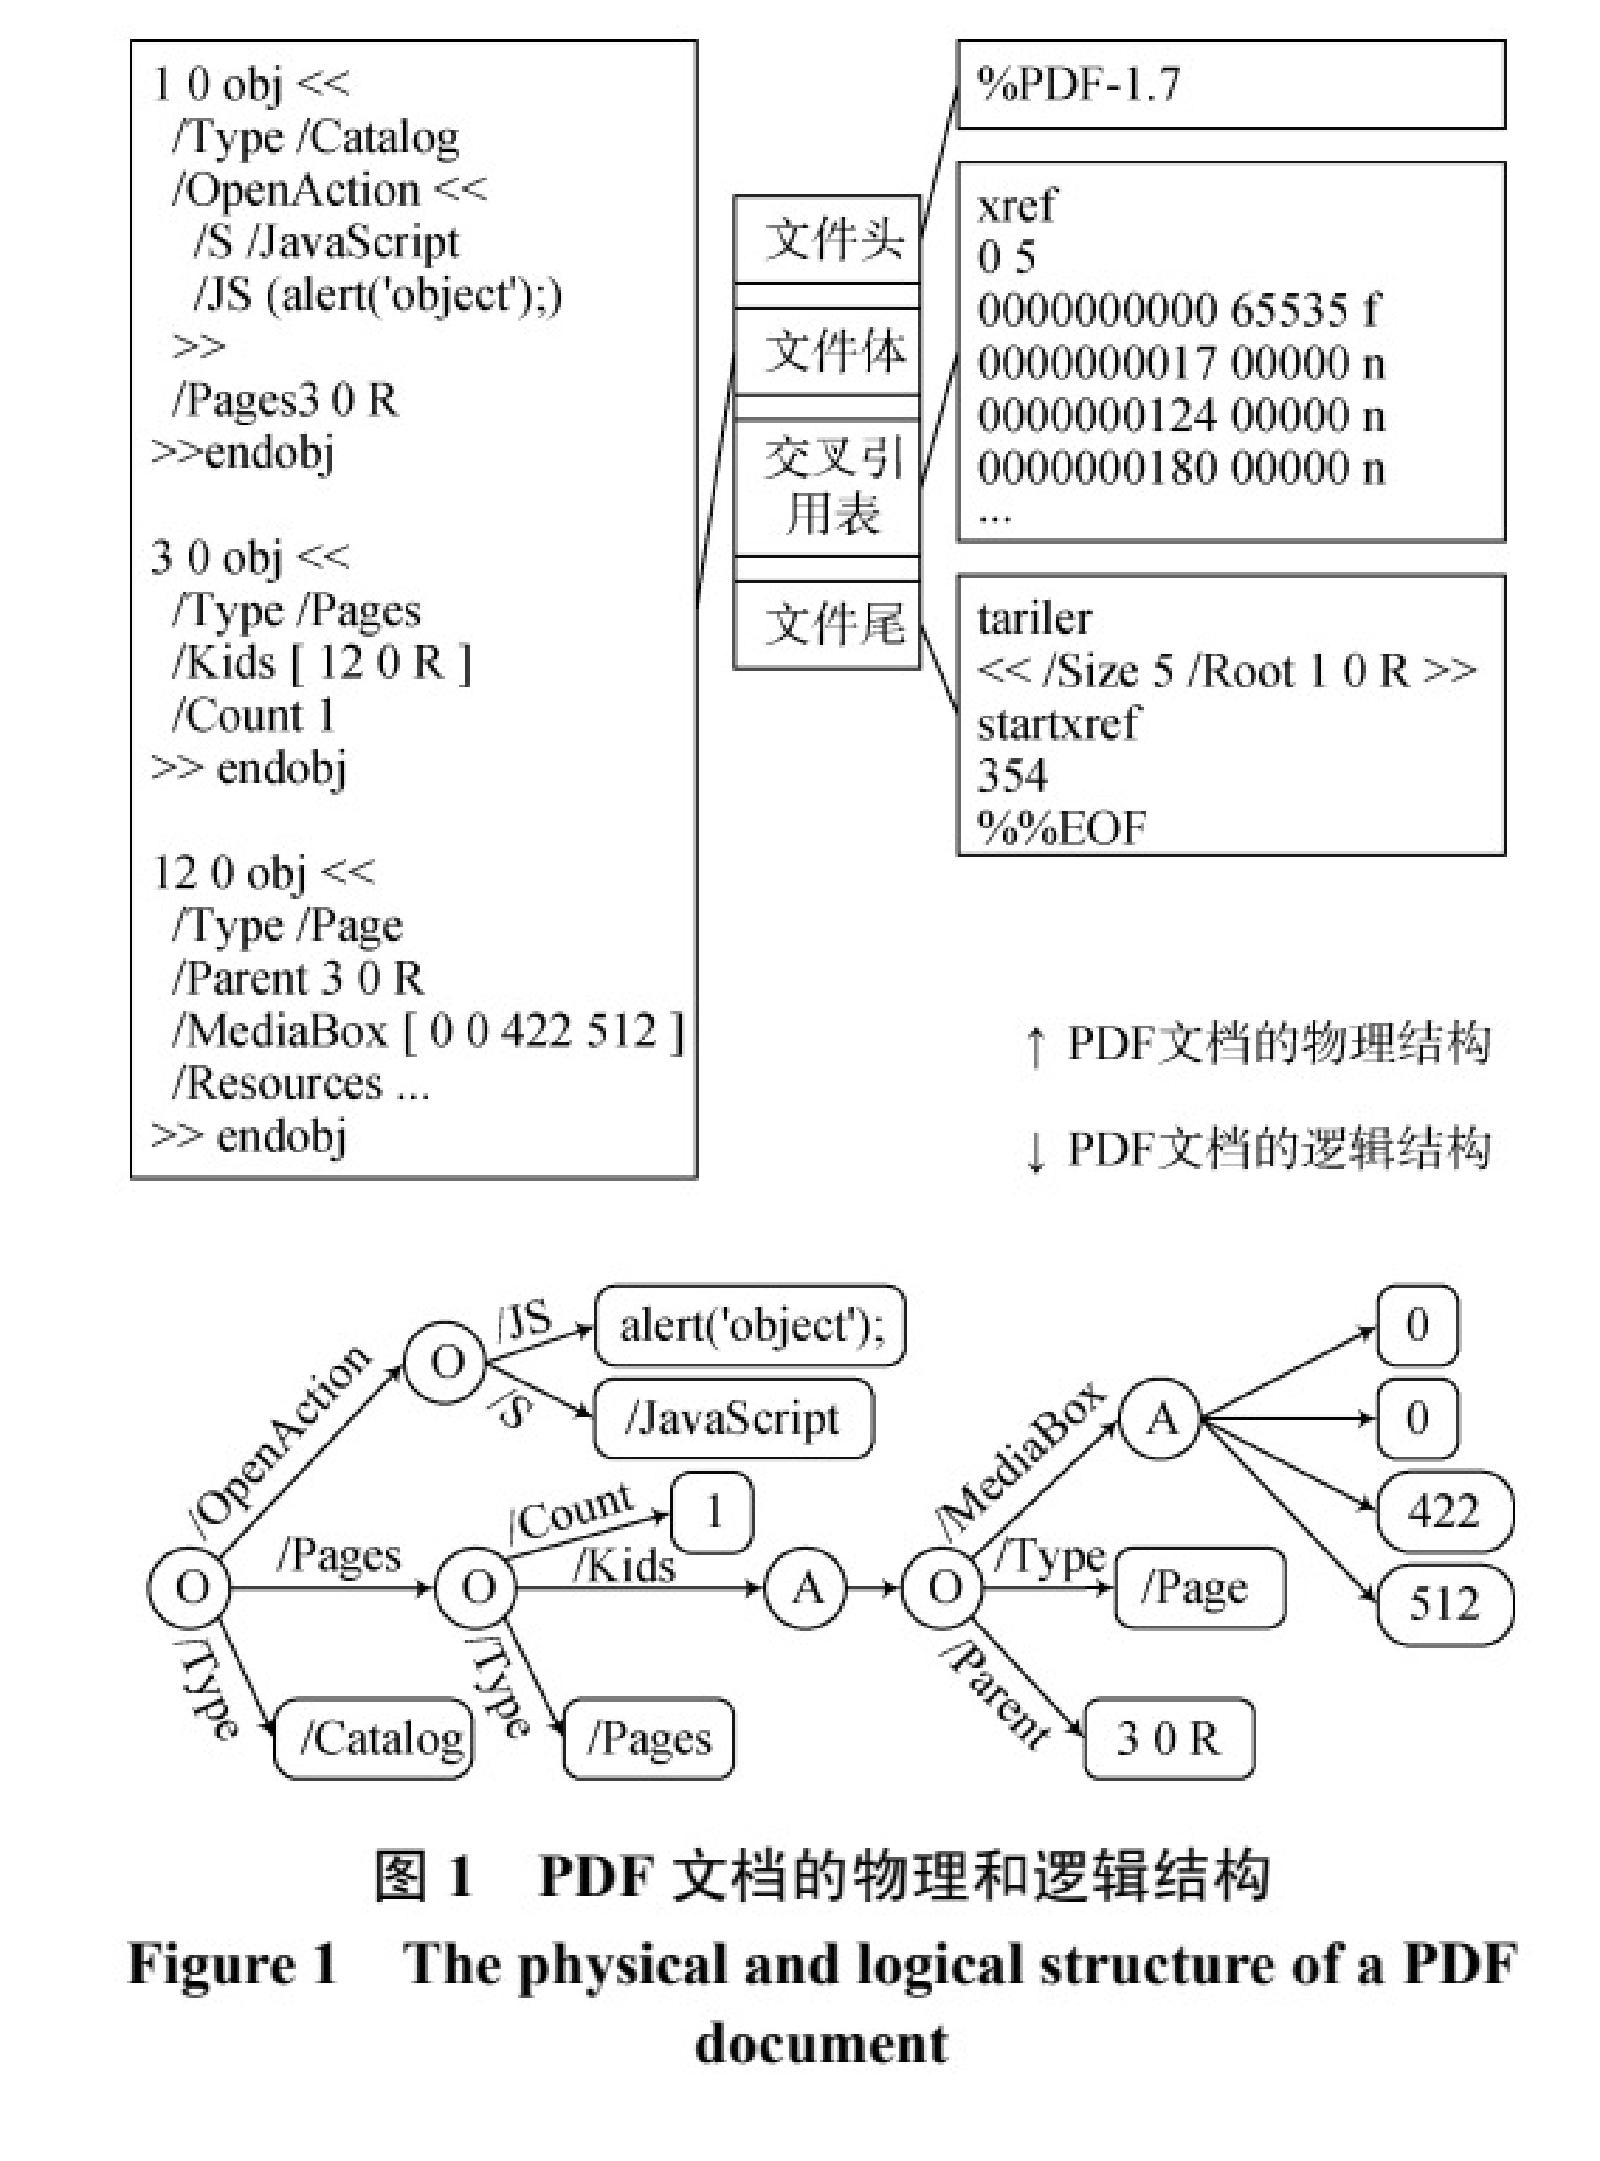 1 0 obj <<
/Type /Catalog
/OpenAction <<
/S /JavaScript
/JS (alert('object');)
>>
/Pages3 0 R
>>endobj
3 0 obj <<
/Type /Pages
/Kids [ 12 0 R ]
/Count 1
>> endobj
12 0 obj <<
/Type /Page
/Parent 3 0 R
/MediaBox [ 0 0 422 512 ]
/Resources ...
>> endobj
文件头
文件体
交叉引
用表
文件尾
%PDF-1.7
xref
0 5
0000000000 65535 f
0000000017 00000 n
0000000124 00000 n
0000000180 00000 n
...
tariler
<< /Size 5 /Root 1 0 R >>
startxref
354
%%EOF
↑ PDF文档的物理结构
↓ PDF文档的逻辑结构
O
/OpenAction
O
/JS
alert('object');
/S
/JavaScript
/Pages
O
/Count
1
/Kids
A
O
/MediaBox
A
0
0
422
512
/Type
/Page
/Parent
3 0 R
/Type
/Catalog
/Type
/Pages
图 1 PDF 文档的物理和逻辑结构
Figure 1 The physical and logical structure of a PDF
document